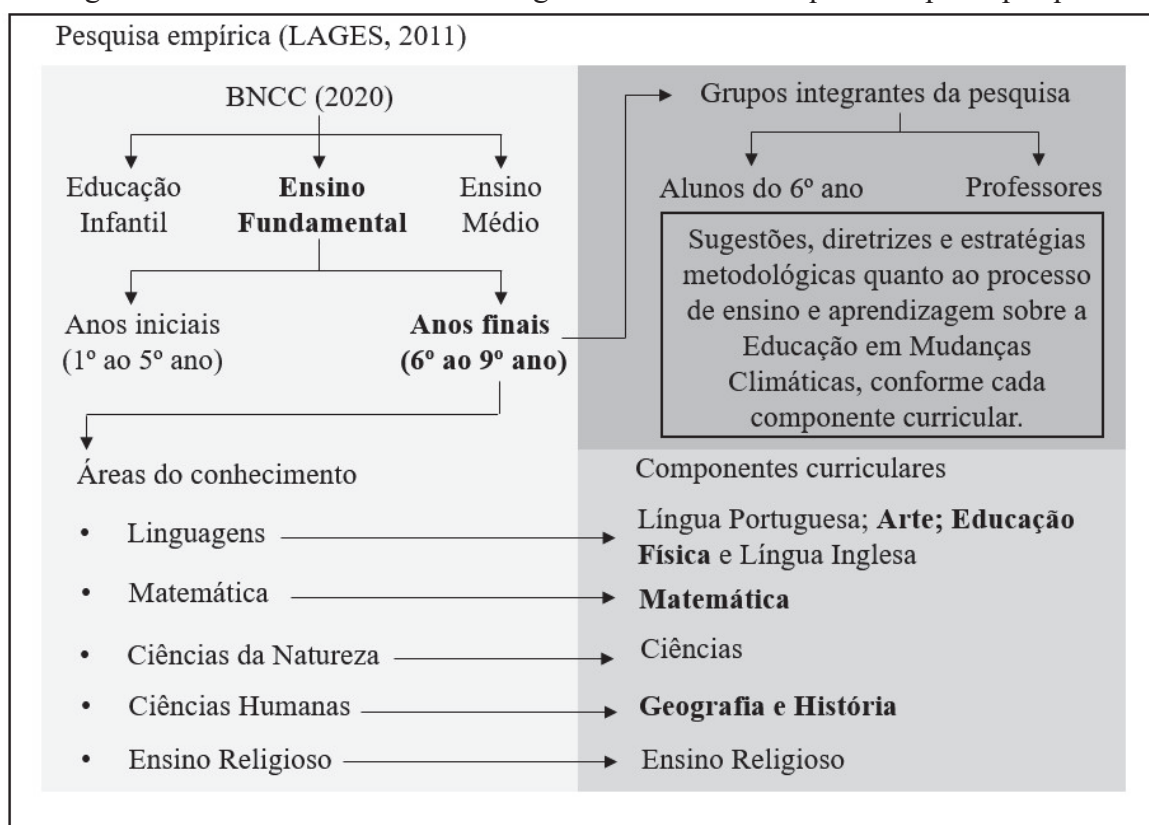 Pesquisa empírica (LAGES, 2011)
BNCC (2020)
Educação
Infantil
Ensino
Fundamental
Ensino
Médio
Anos iniciais
(1º ao 5º ano)
Anos finais
(6º ao 9º ano)
Grupos integrantes da pesquisa
Alunos do 6º ano
Professores
Sugestões, diretrizes e estratégias
metodológicas quanto ao processo
de ensino e aprendizagem sobre a
Educação em Mudanças
Climáticas, conforme cada
componente curricular.
Áreas do conhecimento
• Linguagens
• Matemática
• Ciências da Natureza
• Ciências Humanas
• Ensino Religioso
Componentes curriculares
Língua Portuguesa; Arte; Educação
Física e Língua Inglesa
Matemática
Ciências
Geografia e História
Ensino Religioso